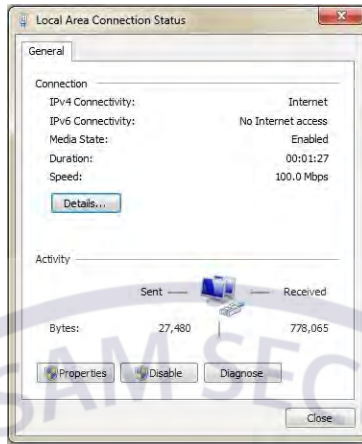 Local Area Connection Status
General
Connection
IPv4 Connectivity: Internet
IPv6 Connectivity: No Internet access
Media State: Enabled
Duration: 00:01:27
Speed: 100.0 Mbps
Details...
Activity
Sent Received
Bytes: 27,480 778,065
Properties Disable Diagnose
Close
SAM SEC